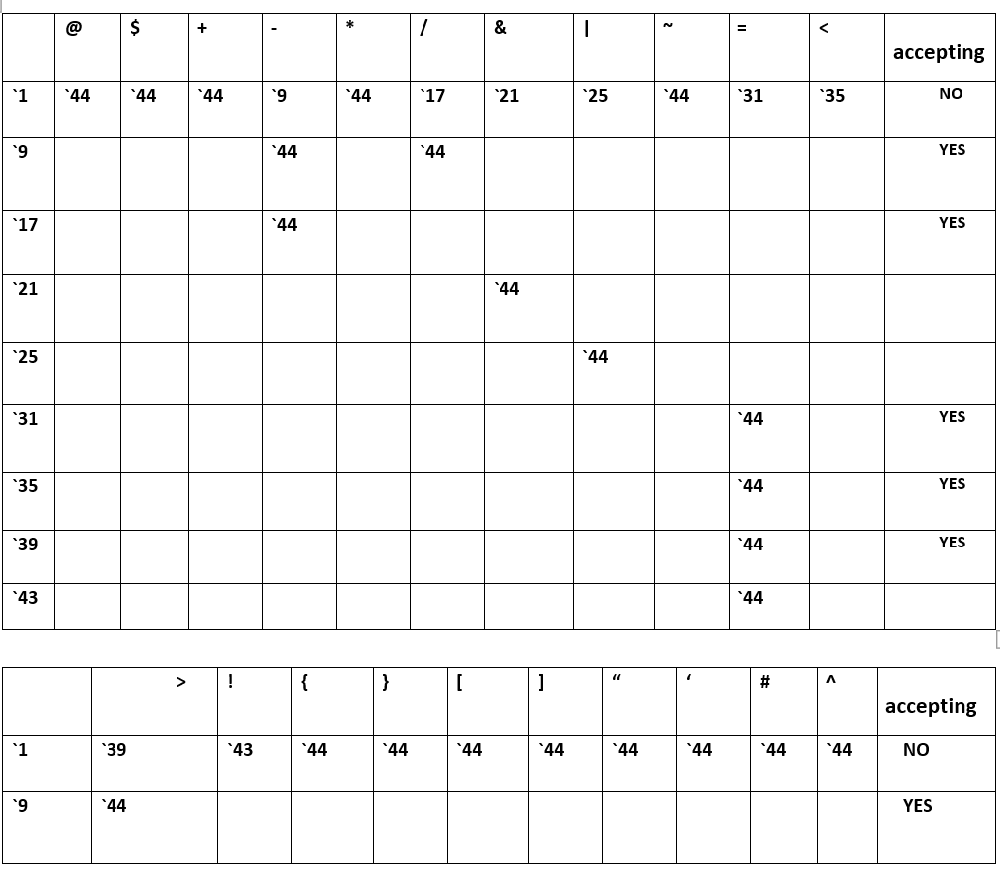 @ $ + - * / & | ~ = < accepting
`1 `44 `44 `44 `9 `44 `17 `21 `25 `44 `31 `35 NO
`9 `44 `44 YES
`17 `44 YES
`21 `44
`25 `44
`31 `44 YES
`35 `44 YES
`39 `44 YES
`43 `44
> ! { } [ ] “ ‘ # ^ accepting
`1 `39 `43 `44 `44 `44 `44 `44 `44 `44 `44 NO
`9 `44 YES